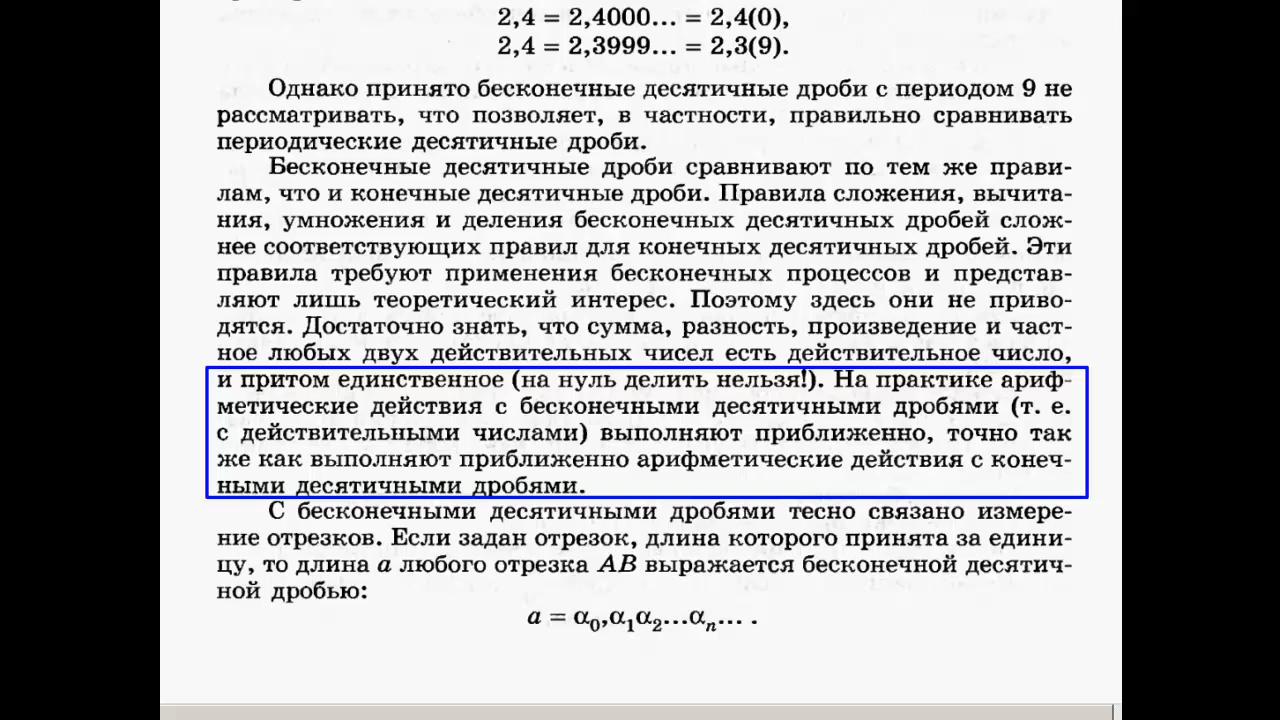 2,4 = 2,4000... = 2,4(0),
2,4 = 2,3999... = 2,3(9).
Однако принято бесконечные десятичные дроби с периодом 9 не
рассматривать, что позволяет, в частности, правильно сравнивать
периодические десятичные дроби.
Бесконечные десятичные дроби сравнивают по тем же прави-
лам, что и конечные десятичные дроби. Правила сложения, вычита-
ния, умножения и деления бесконечных десятичных дробей слож-
нее соответствующих правил для конечных десятичных дробей. Эти
правила требуют применения бесконечных процессов и представ-
ляют лишь теоретический интерес. Поэтому здесь они не приво-
дятся. Достаточно знать, что сумма, разность, произведение и част-
ное любых двух действительных чисел есть действительное число,
и притом единственное (на нуль делить нельзя!). На практике ариф-
метические действия с бесконечными десятичными дробями (т. е.
с действительными числами) выполняют приближенно, точно так
же как выполняют приближенно арифметические действия с конеч-
ными десятичными дробями.
С бесконечными десятичными дробями тесно связано измере-
ние отрезков. Если задан отрезок, длина которого принята за едини-
цу, то длина a любого отрезка AB выражается бесконечной десятич-
ной дробью:
a = α₀,α₁α₂...αₙ... .